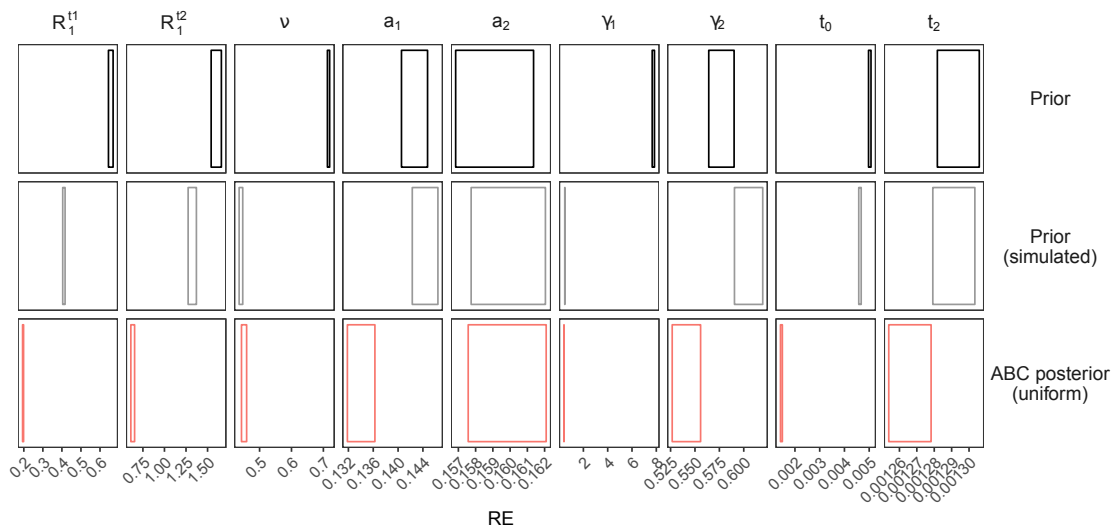 R₁ᵗ¹ R₁ᵗ² ν a₁ a₂ γ₁ γ₂ t₀ t₂
Prior
Prior
(simulated)
ABC posterior
(uniform)
0.2 0.3 0.4 0.5 0.6 0.75 1.00 1.25 1.50 0.5 0.6 0.7 0.132 0.136 0.140 0.144 0.157 0.158 0.159 0.160 0.161 0.162 2 4 6 8 0.525 0.550 0.575 0.600 0.002 0.003 0.004 0.005 0.00126 0.00127 0.00128 0.00129 0.00130
RE